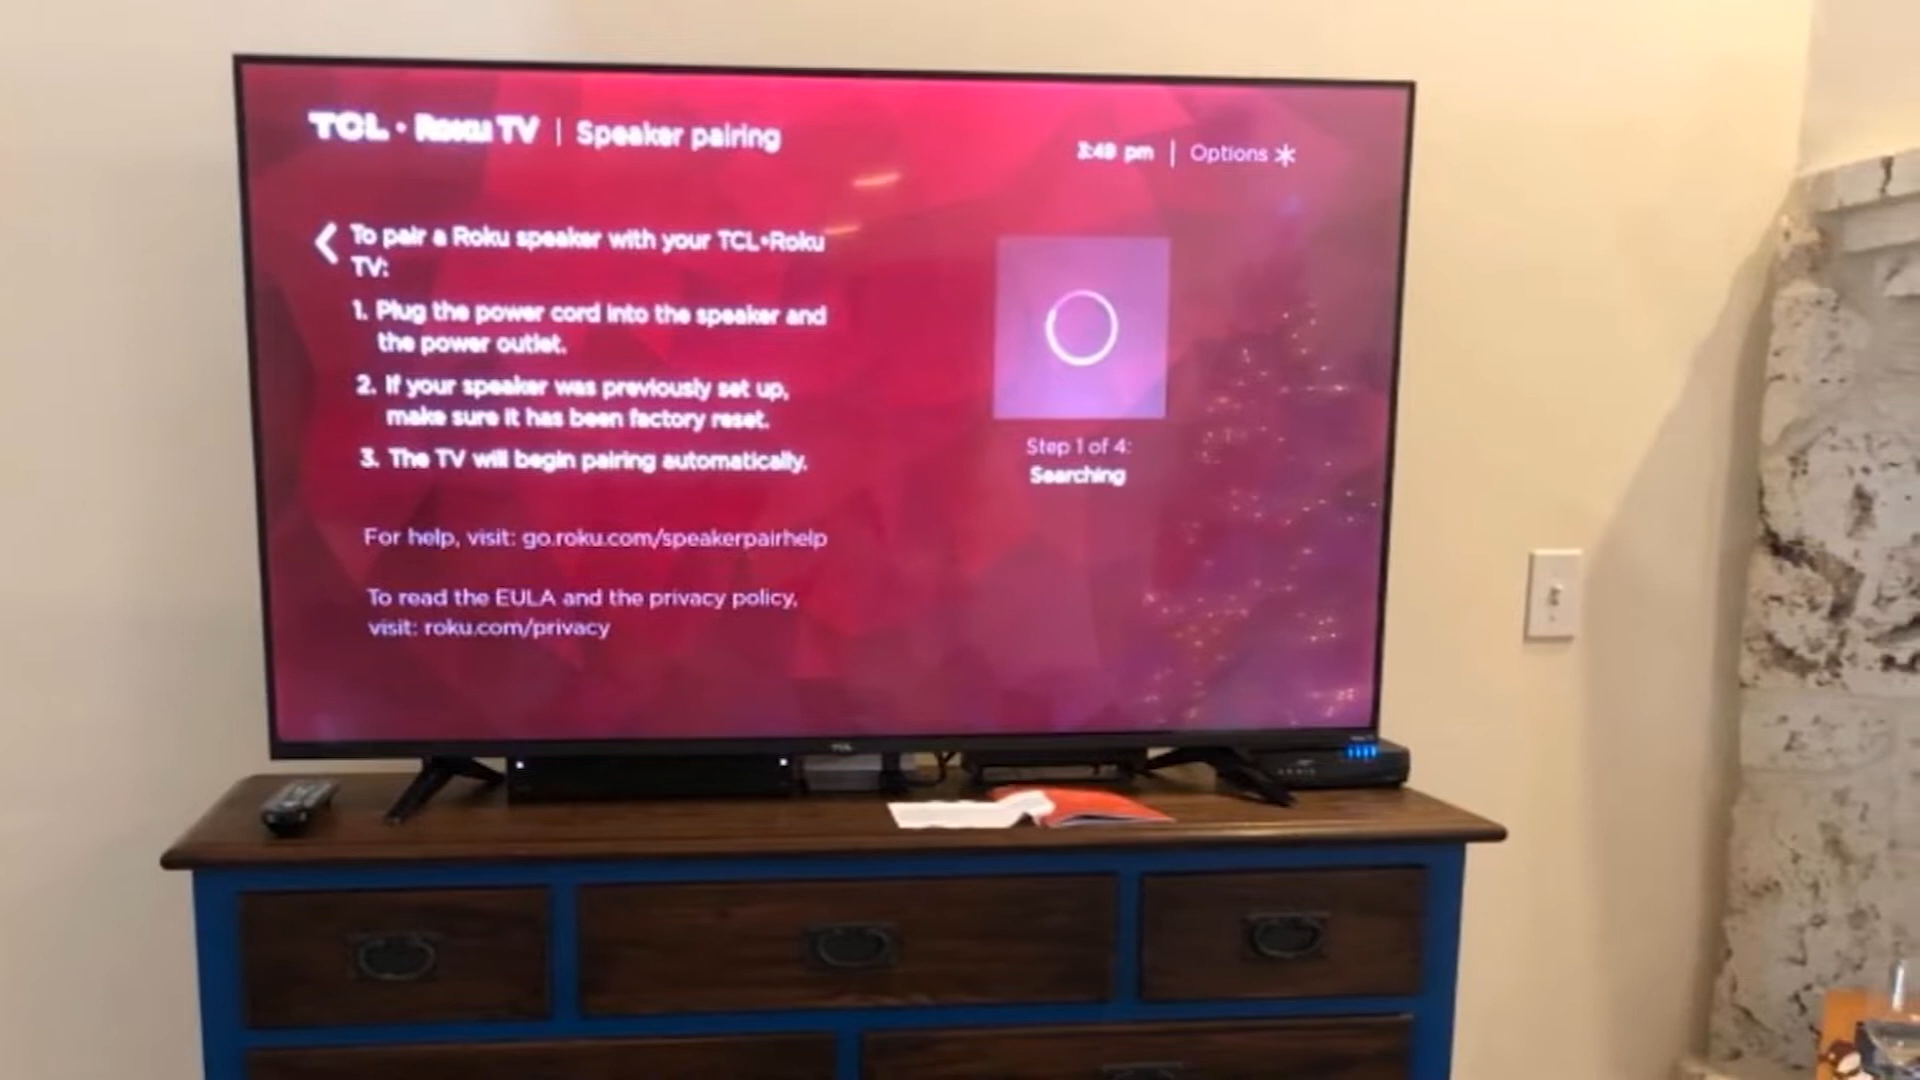 TCL • Roku TV | Speaker pairing
3:49 pm | Options *
To pair a Roku speaker with your TCL•Roku
TV:
1. Plug the power cord into the speaker and
the power outlet.
2. If your speaker was previously set up,
make sure it has been factory reset.
3. The TV will begin pairing automatically.
Step 1 of 4:
Searching
For help, visit: go.roku.com/speakerpairhelp
To read the EULA and the privacy policy,
visit: roku.com/privacy
TCL
ARRIS